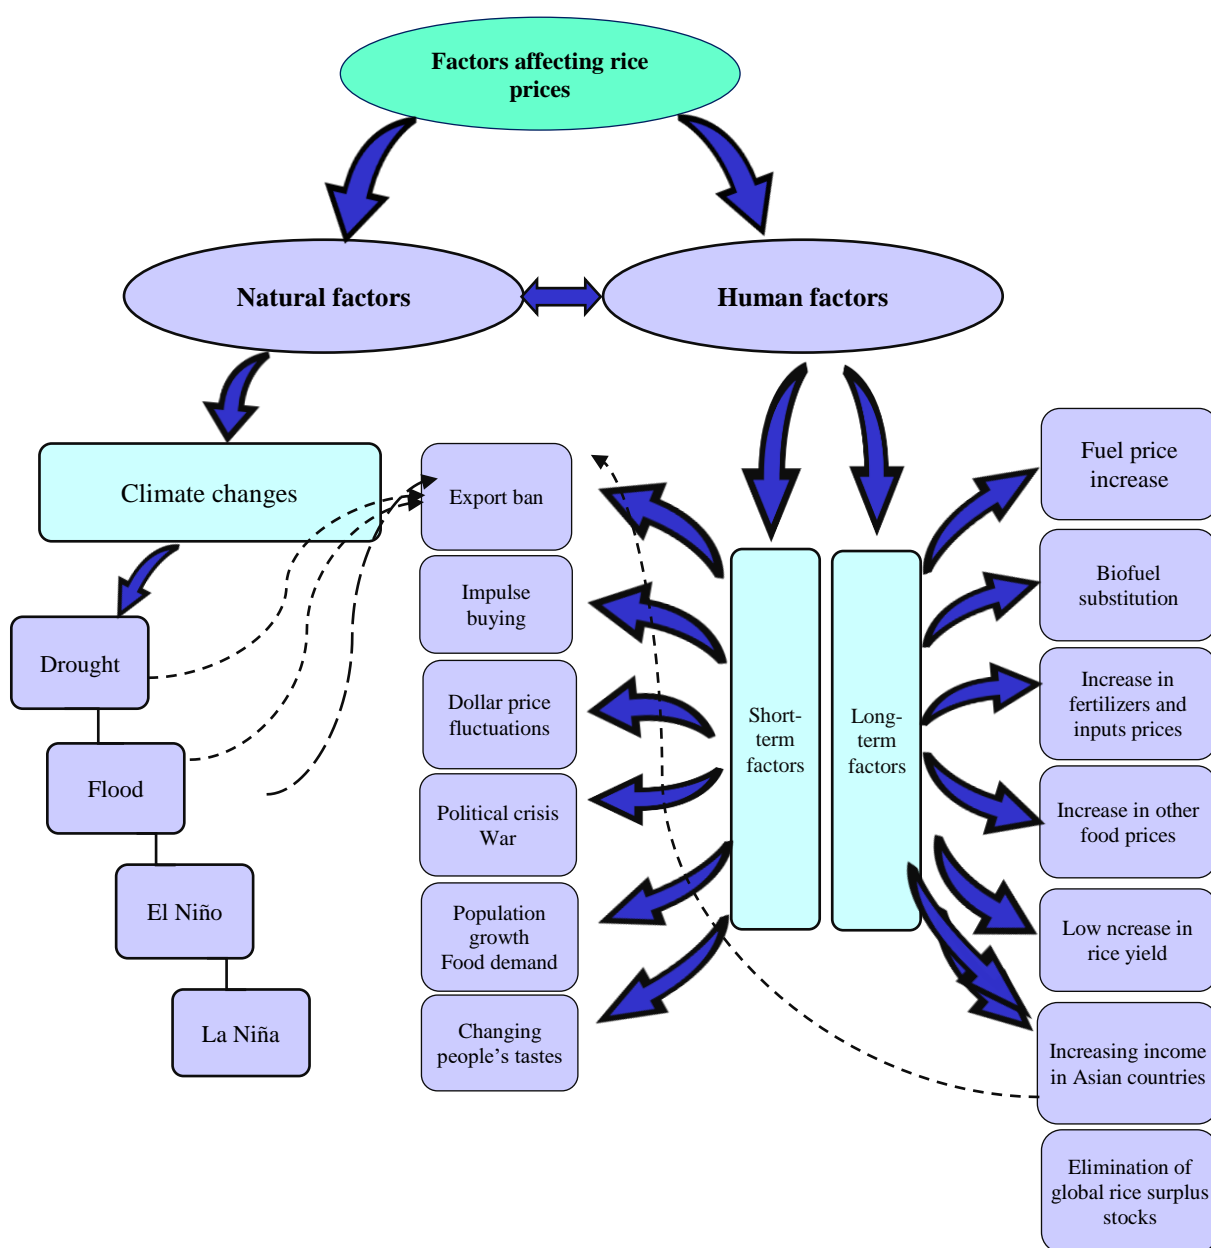 Factors affecting rice
prices
Natural factors
Human factors
Climate changes
Drought
Flood
El Niño
La Niña
Export ban
Impulse
buying
Dollar price
fluctuations
Political crisis
War
Population
growth
Food demand
Changing
people’s tastes
Short-
term
factors
Long-
term
factors
Fuel price
increase
Biofuel
substitution
Increase in
fertilizers and
inputs prices
Increase in other
food prices
Low ncrease in
rice yield
Increasing income
in Asian countries
Elimination of
global rice surplus
stocks